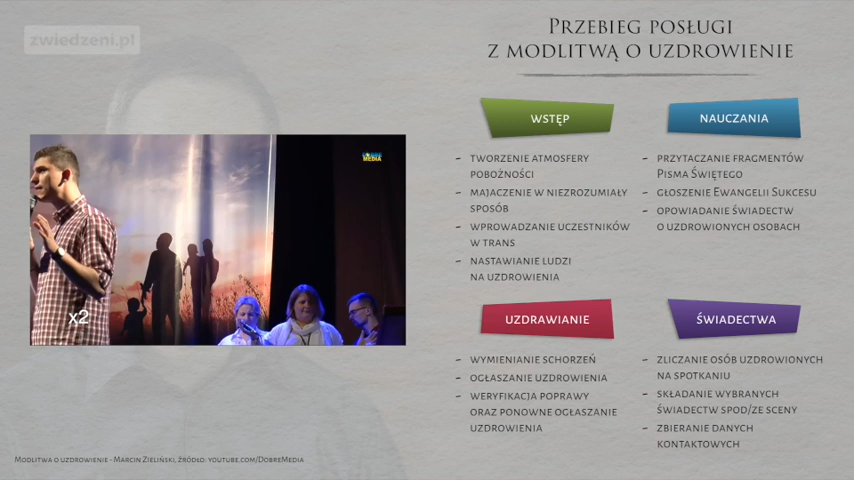 zwiedzeni.pl
Przebieg posługi
z modlitwą o uzdrowienie
MEDIA
x2
WSTĘP
- tworzenie atmosfery
pobożności
- majaczenie w niezrozumiały
sposób
- wprowadzanie uczestników
w trans
- nastawianie ludzi
na uzdrowienia
NAUCZANIA
- przytaczanie fragmentów
Pisma Świętego
- głoszenie Ewangelii Sukcesu
- opowiadanie świadectw
o uzdrowionych osobach
UZDRAWIANIE
- wymienianie schorzeń
- ogłaszanie uzdrowienia
- weryfikacja poprawy
oraz ponowne ogłaszanie
uzdrowienia
ŚWIADECTWA
- zliczanie osób uzdrowionych
na spotkaniu
- składanie wybranych
świadectw spod/ze sceny
- zbieranie danych
kontaktowych
Modlitwa o uzdrowienie - Marcin Zieliński, źródło: youtube.com/DobreMedia